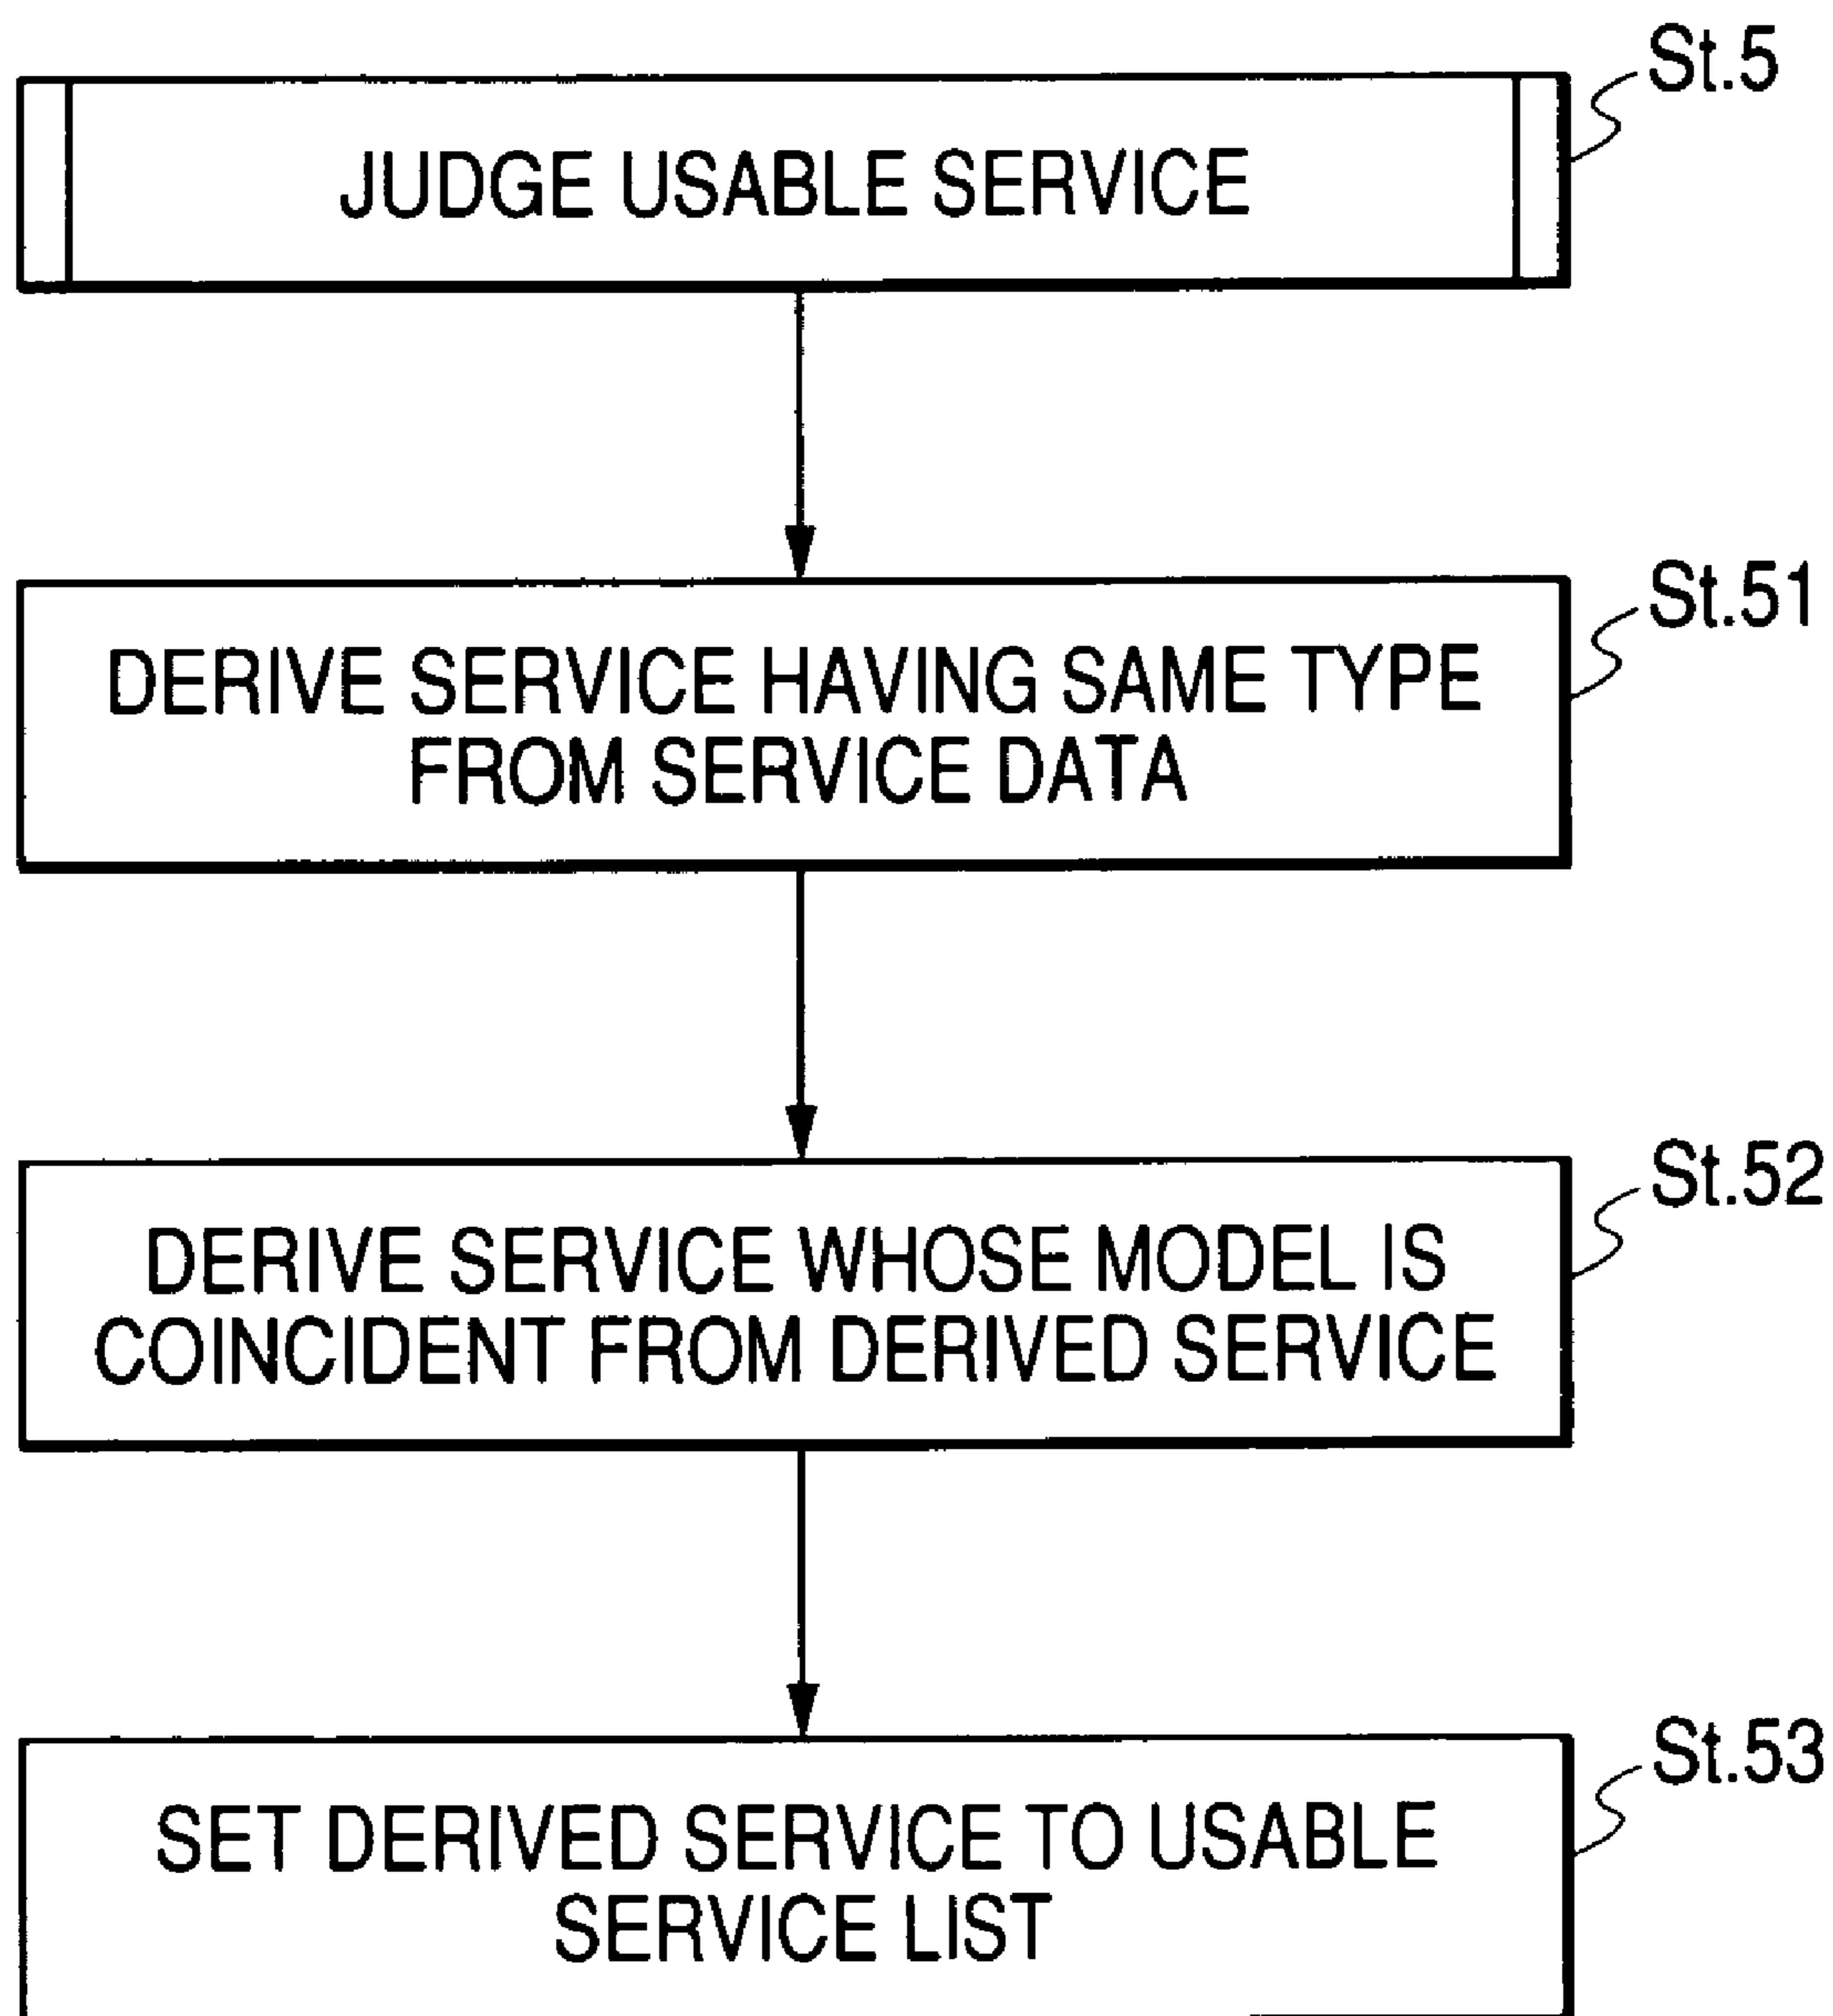 St.5
JUDGE USABLE SERVICE
St.51
DERIVE SERVICE HAVING SAME TYPE
FROM SERVICE DATA
St.52
DERIVE SERVICE WHOSE MODEL IS
COINCIDENT FROM DERIVED SERVICE
St.53
SET DERIVED SERVICE TO USABLE
SERVICE LIST